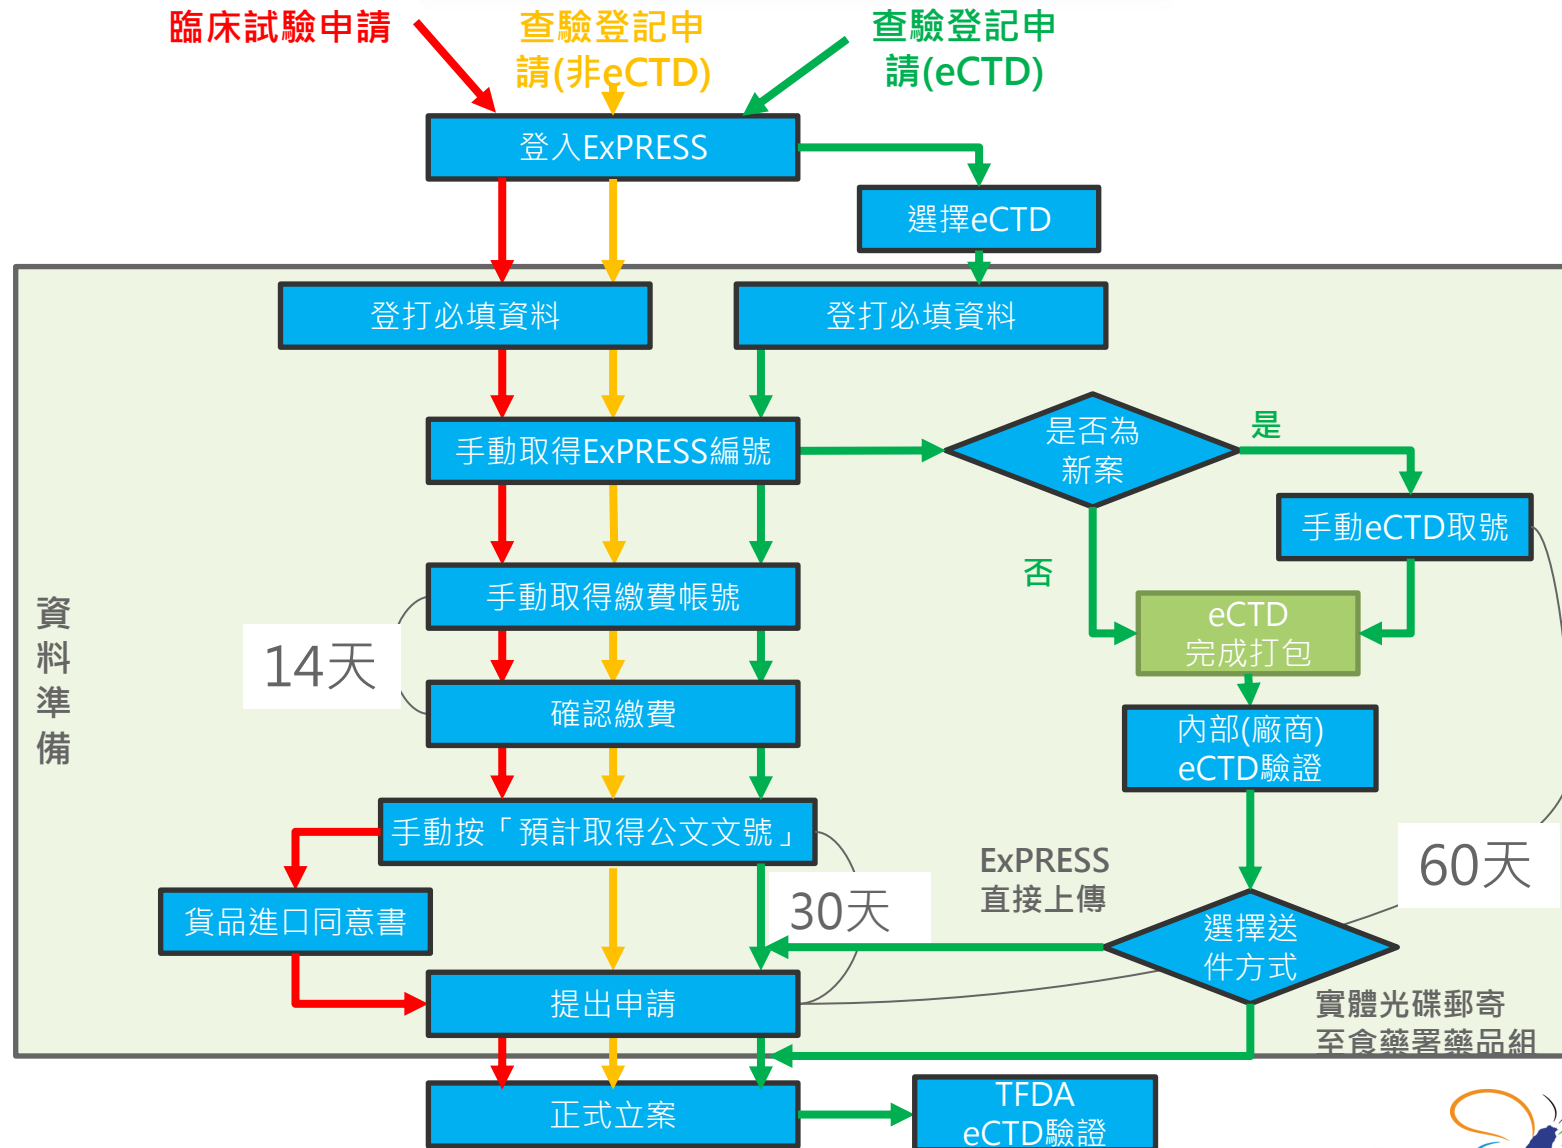 臨床試驗申請
查驗登記申
請(非eCTD)
查驗登記申
請(eCTD)
登入ExPRESS
選擇eCTD
登打必填資料
登打必填資料
手動取得ExPRESS編號
是否為
新案
是
手動eCTD取號
否
手動取得繳費帳號
eCTD
完成打包
資
料
準
備
14天
確認繳費
內部(廠商)
eCTD驗證
手動按「預計取得公文文號」
ExPRESS
直接上傳
60天
貨品進口同意書
30天
選擇送
件方式
提出申請
實體光碟郵寄
至食藥署藥品組
正式立案
TFDA
eCTD驗證